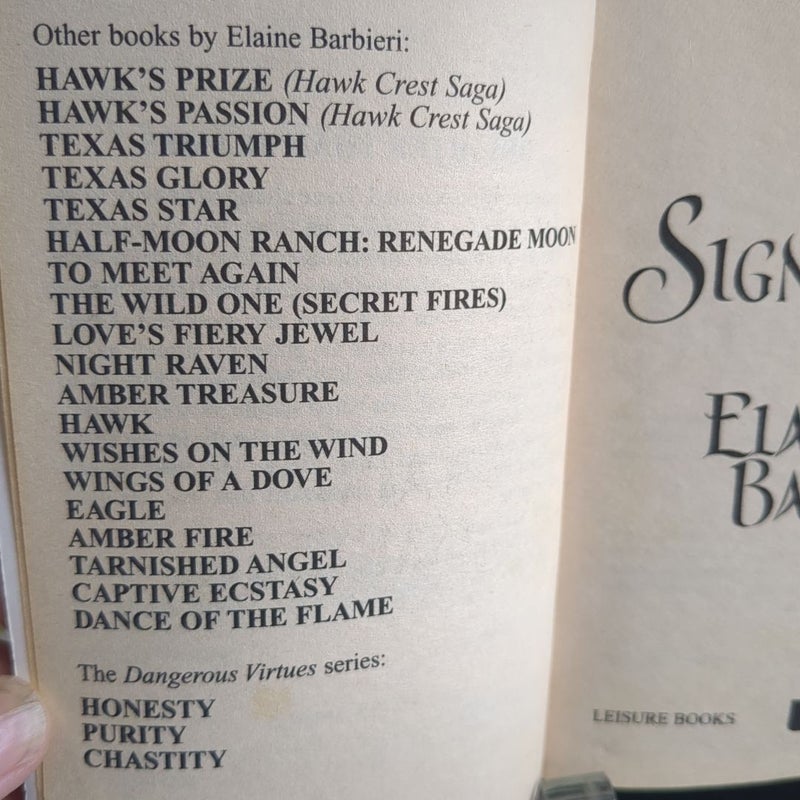 Other books by Elaine Barbieri:
HAWK'S PRIZE (Hawk Crest Saga)
HAWK'S PASSION (Hawk Crest Saga)
TEXAS TRIUMPH
TEXAS GLORY
TEXAS STAR
HALF-MOON RANCH: RENEGADE MOON
TO MEET AGAIN
THE WILD ONE (SECRET FIRES)
LOVE'S FIERY JEWEL
NIGHT RAVEN
AMBER TREASURE
HAWK
WISHES ON THE WIND
WINGS OF A DOVE
EAGLE
AMBER FIRE
TARNISHED ANGEL
CAPTIVE ECSTASY
DANCE OF THE FLAME
The Dangerous Virtues series:
HONESTY
PURITY
CHASTITY
SIGN
ELA
BA
LEISURE BOOKS